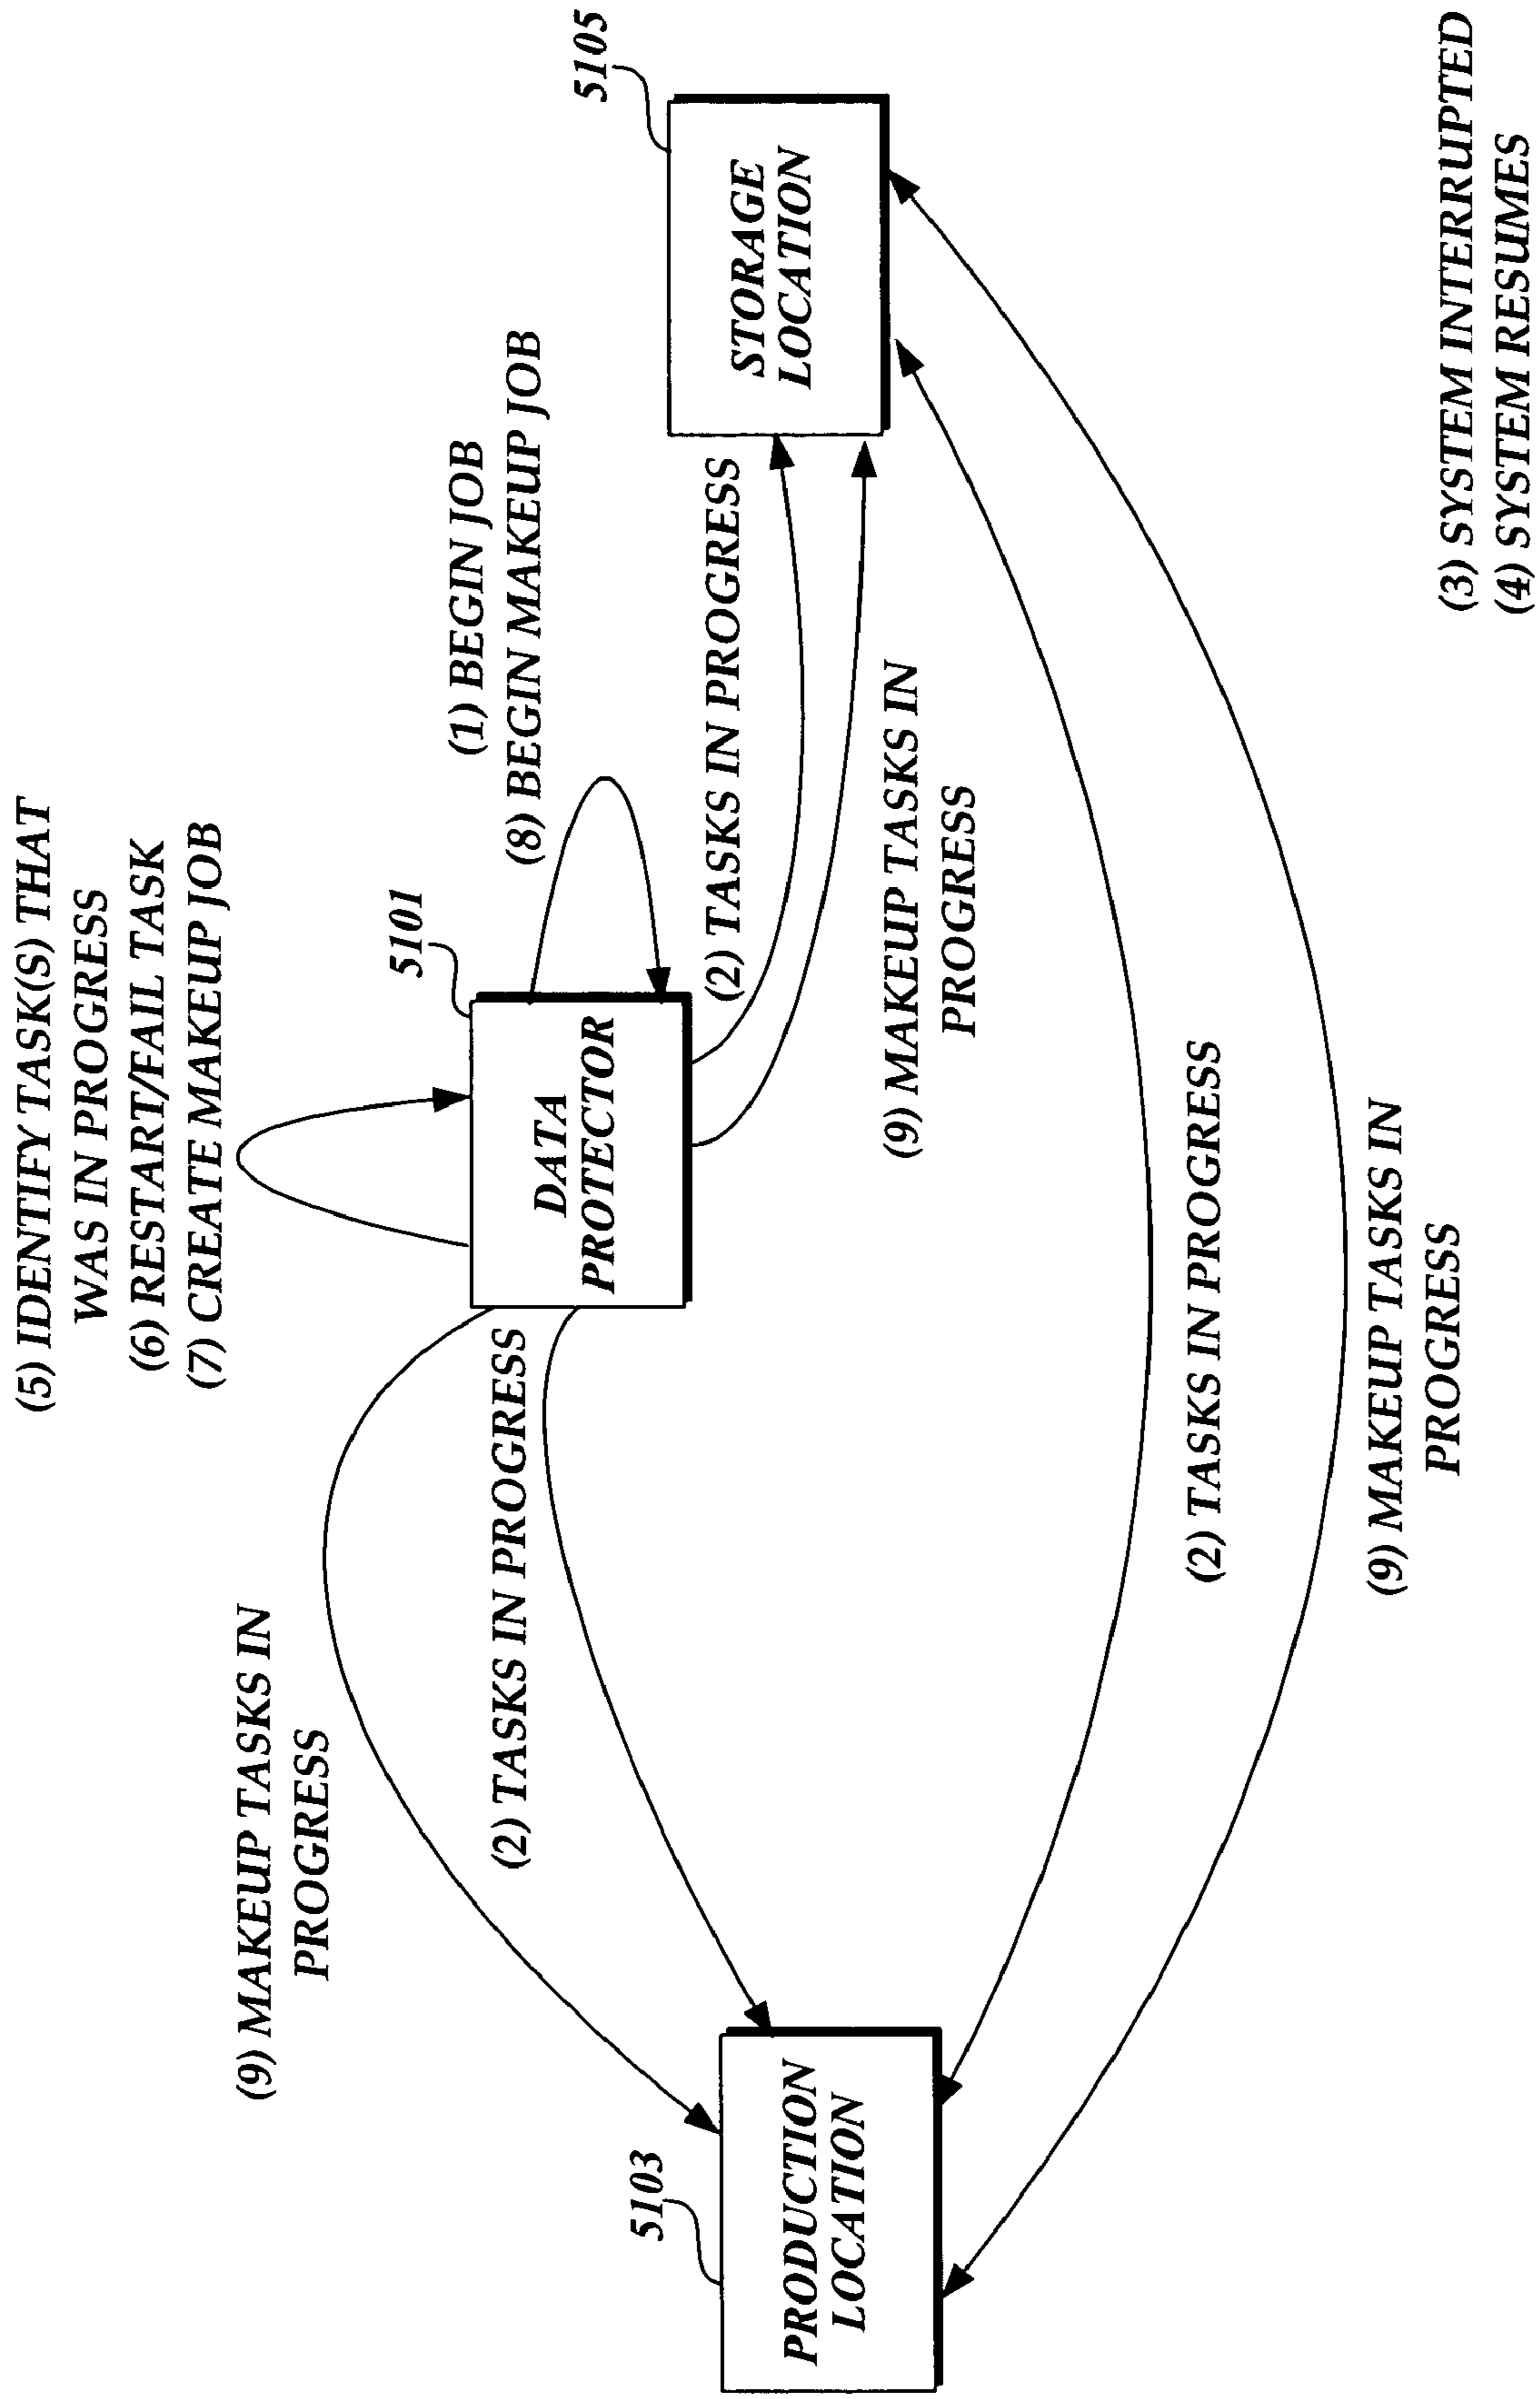 (5) IDENTIFY TASK(S) THAT
WAS IN PROGRESS
(6) RESTART/FAIL TASK
(7) CREATE MAKEUP JOB
(9) MAKEUP TASKS IN
PROGRESS
5101
(1) BEGIN JOB
(8) BEGIN MAKEUP JOB
DATA
PROTECTOR
(2) TASKS IN PROGRESS
5105
STORAGE
LOCATION
(2) TASKS IN PROGRESS
5103
PRODUCTION
LOCATION
(9) MAKEUP TASKS IN
PROGRESS
(2) TASKS IN PROGRESS
(9) MAKEUP TASKS IN
PROGRESS
(3) SYSTEM INTERRUPTED
(4) SYSTEM RESUMES